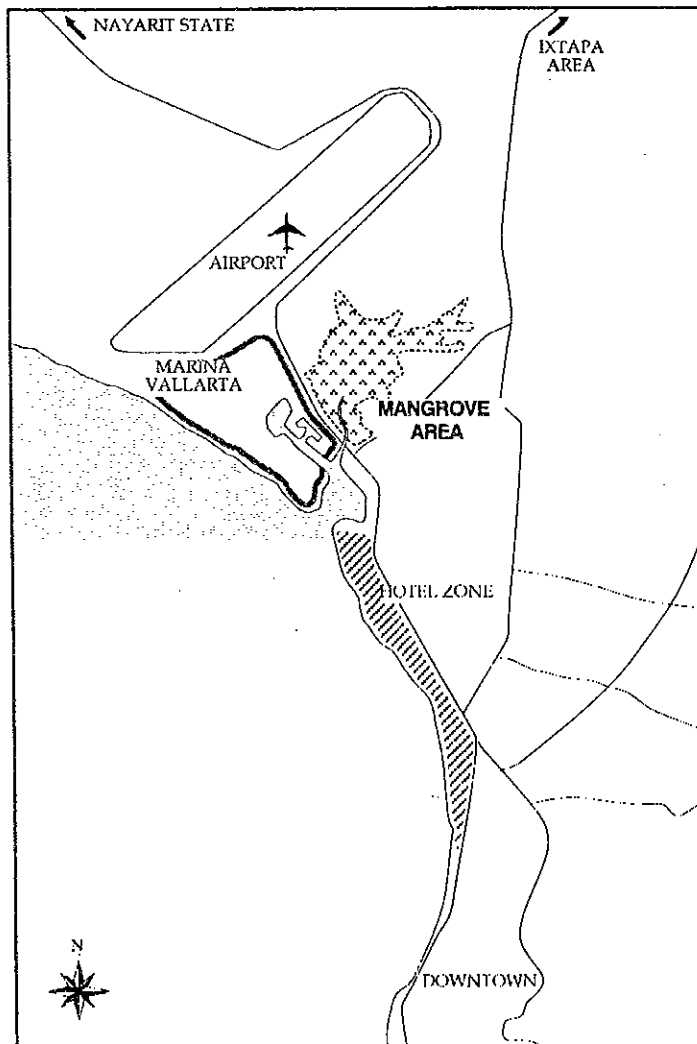 NAYARIT STATE
IXTAPA
AREA
AIRPORT
MARINA
VALLARTA
MANGROVE
AREA
HOTEL ZONE
N
DOWNTOWN